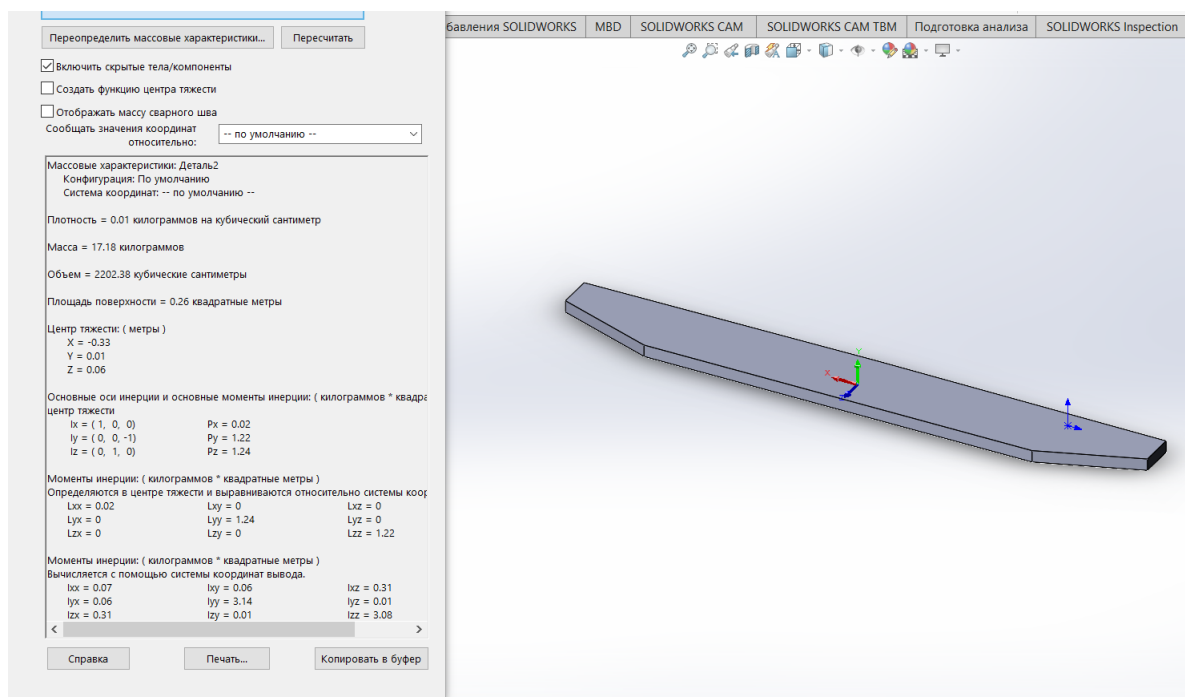 бавления SOLIDWORKS MBD SOLIDWORKS CAM SOLIDWORKS CAM TBM Подготовка анализа SOLIDWORKS Inspection
Переопределить массовые характеристики... Пересчитать
Включить скрытые тела/компоненты
Создать функцию центра тяжести
Отображать массу сварного шва
Сообщать значения координат
относительно: -- по умолчанию --
Массовые характеристики: Деталь2
Конфигурация: По умолчанию
Система координат: -- по умолчанию --
Плотность = 0.01 килограммов на кубический сантиметр
Масса = 17.18 килограммов
Объем = 2202.38 кубические сантиметры
Площадь поверхности = 0.26 квадратные метры
Центр тяжести: ( метры )
X = -0.33
Y = 0.01
Z = 0.06
Основные оси инерции и основные моменты инерции: ( килограммов * квадра
центр тяжести
Ix = ( 1, 0, 0) Px = 0.02
Iy = ( 0, 0, -1) Py = 1.22
Iz = ( 0, 1, 0) Pz = 1.24
Моменты инерции: ( килограммов * квадратные метры )
Определяются в центре тяжести и выравниваются относительно системы коор
Lxx = 0.02 Lxy = 0 Lxz = 0
Lyx = 0 Lyy = 1.24 Lyz = 0
Lzx = 0 Lzy = 0 Lzz = 1.22
Моменты инерции: ( килограммов * квадратные метры )
Вычисляется с помощью системы координат вывода.
Ixx = 0.07 Ixy = 0.06 Ixz = 0.31
Iyx = 0.06 Iyy = 3.14 Iyz = 0.01
Izx = 0.31 Izy = 0.01 Izz = 3.08
Справка Печать... Копировать в буфер
Y
X